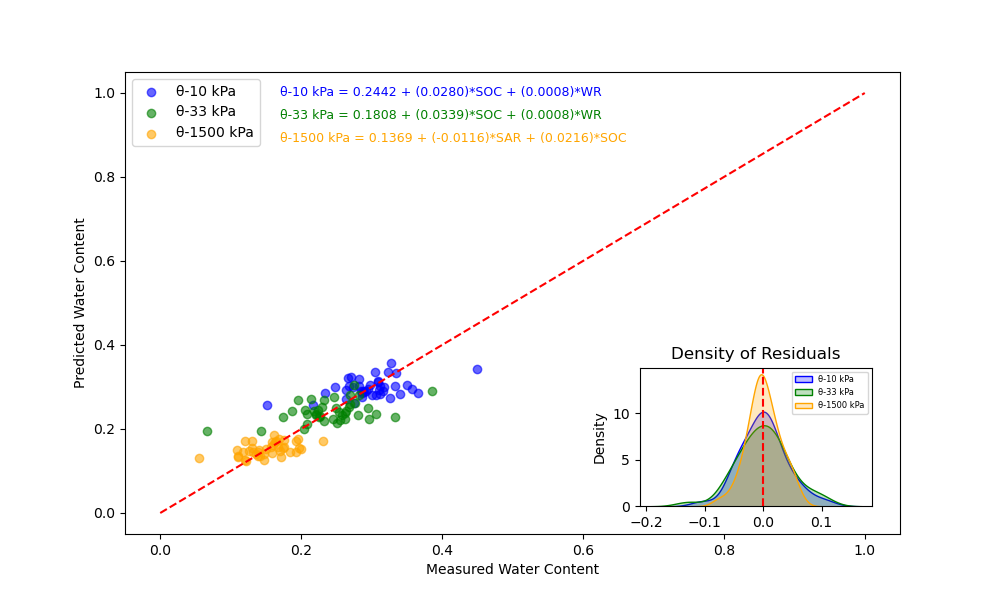 θ-10 kPa
θ-33 kPa
θ-1500 kPa
θ-10 kPa = 0.2442 + (0.0280)*SOC + (0.0008)*WR
θ-33 kPa = 0.1808 + (0.0339)*SOC + (0.0008)*WR
θ-1500 kPa = 0.1369 + (-0.0116)*SAR + (0.0216)*SOC
Predicted Water Content
1.0
0.8
0.6
0.4
0.2
0.0
0.0 0.2 0.4 0.6 0.8 1.0
Measured Water Content
Density of Residuals
θ-10 kPa
θ-33 kPa
θ-1500 kPa
Density
10
5
0
−0.2 −0.1 0.0 0.1